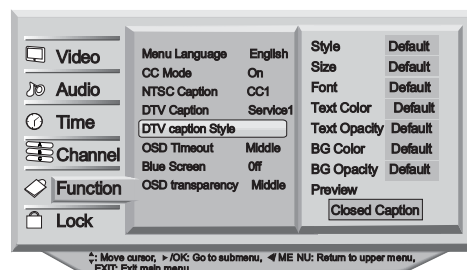 Video
Audio
Time
Channel
Function
Lock
Menu Language English
CC Mode On
NTSC Caption CC1
DTV Caption Service1
DTV caption Style
OSD Timeout Middle
Blue Screen 0ff
OSD transparency Middle
Style Default
Size Default
Font Default
Text Color Default
Text Opacity Default
BG Color Default
BG Opacity Default
Preview
Closed Caption
: Move cursor, ►/OK: Go to submenu, ◄ ME NU: Return to upper menu,
EXIT: Exit main menu